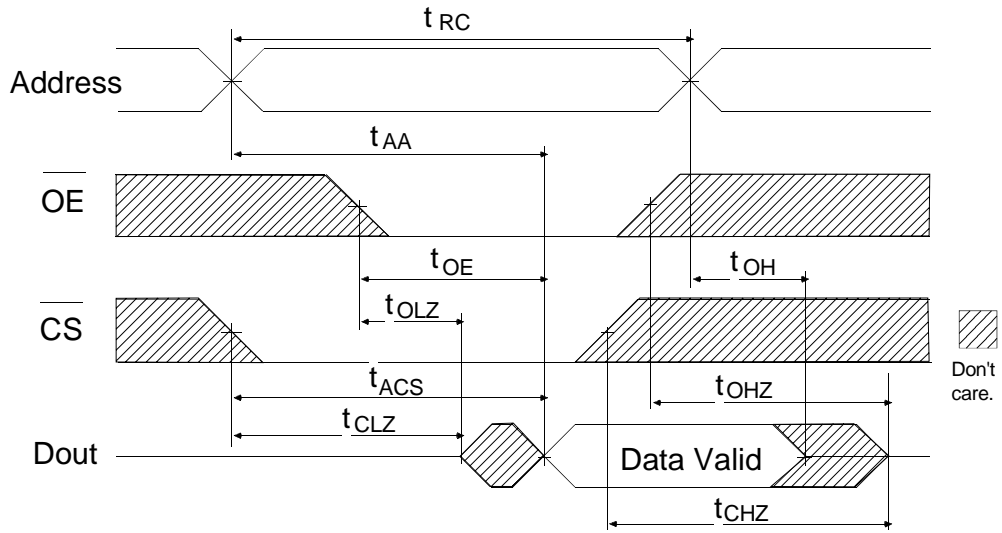 t RC
Address
t AA
OE
t OE
t OH
t OLZ
CS
Don't
care.
t ACS
t OHZ
t CLZ
Dout
Data Valid
t CHZ